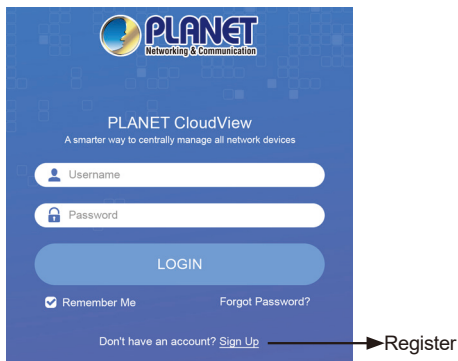 PLANET
Networking & Communication
PLANET CloudView
A smarter way to centrally manage all network devices
Username
Password
LOGIN
Remember Me Forgot Password?
Don't have an account? Sign Up Register